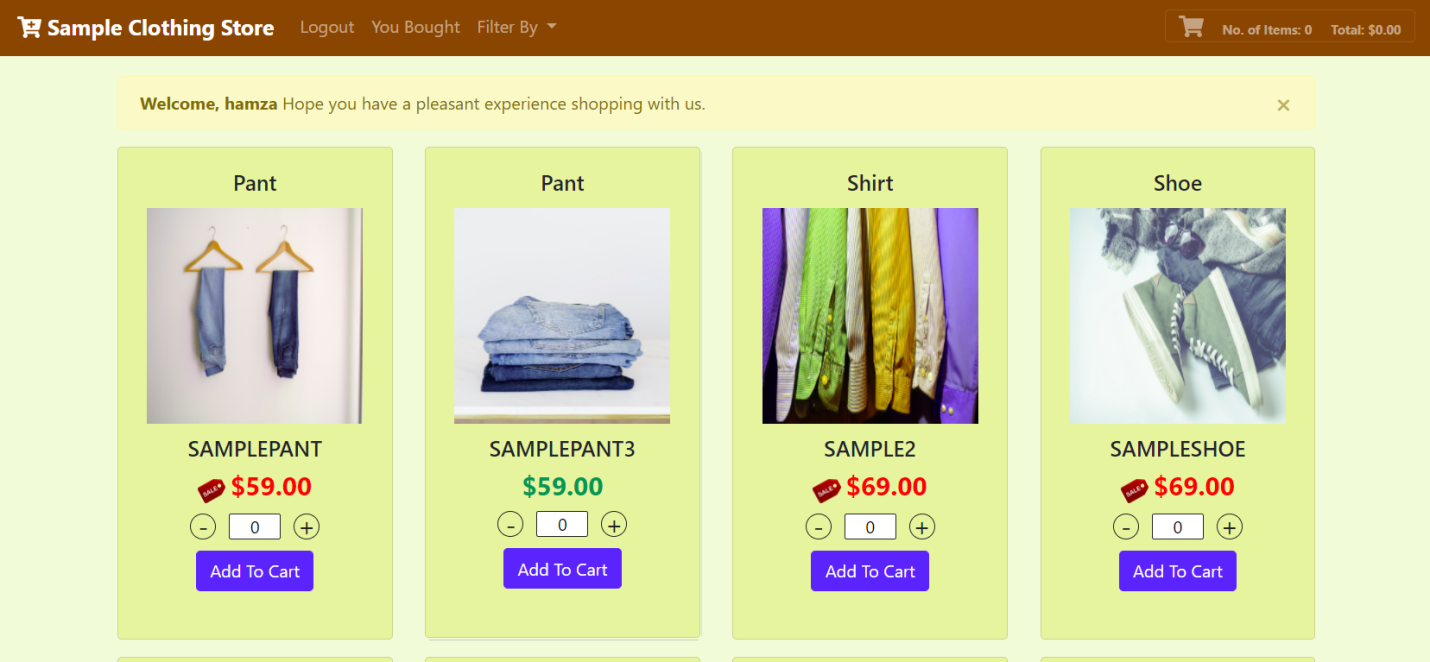 Sample Clothing Store Logout You Bought Filter By No. of Items: 0 Total: $0.00
Welcome, hamza Hope you have a pleasant experience shopping with us. ×
Pant
SAMPLEPANT
SALE $59.00
- 0 +
Add To Cart
Pant
SAMPLEPANT3
$59.00
- 0 +
Add To Cart
Shirt
SAMPLE2
SALE $69.00
- 0 +
Add To Cart
Shoe
SAMPLESHOE
SALE $69.00
- 0 +
Add To Cart